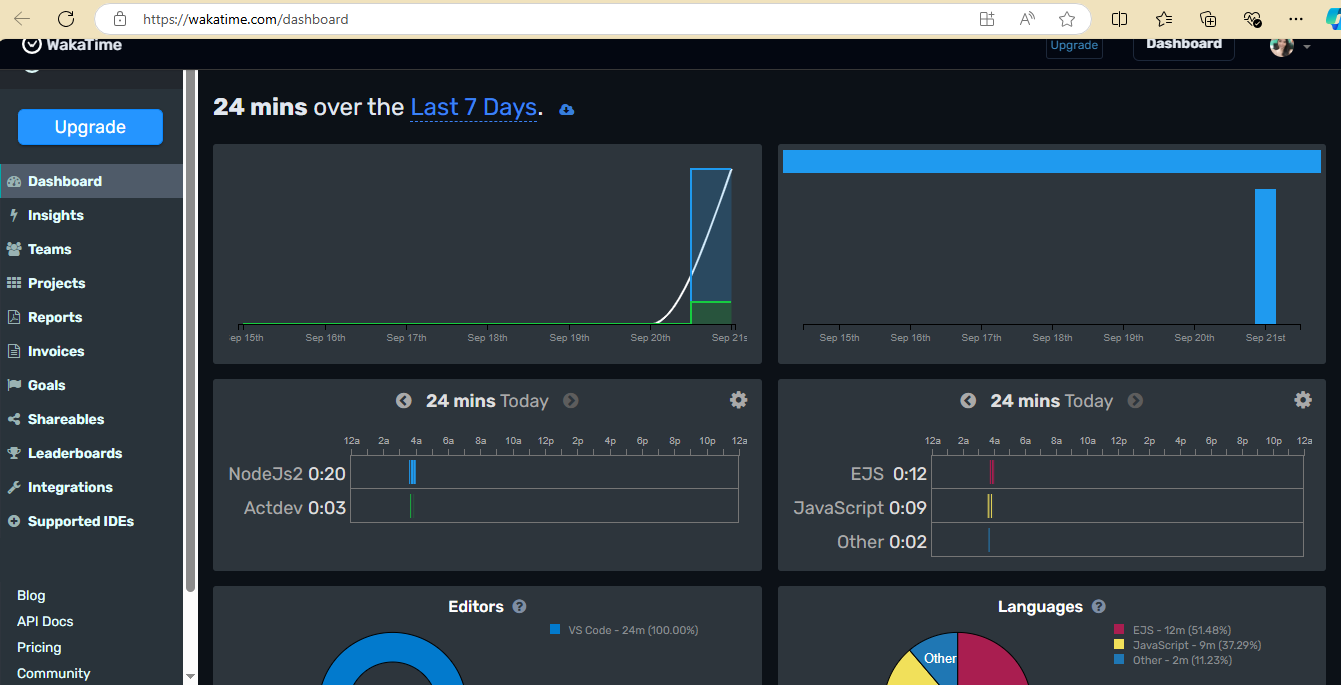 https://wakatime.com/dashboard
WakaTime
Upgrade
Dashboard
Upgrade
Dashboard
Insights
Teams
Projects
Reports
Invoices
Goals
Shareables
Leaderboards
Integrations
Supported IDEs
Blog
API Docs
Pricing
Community
24 mins over the Last 7 Days.
ep 15th Sep 16th Sep 17th Sep 18th Sep 19th Sep 20th Sep 21s
Sep 15th Sep 16th Sep 17th Sep 18th Sep 19th Sep 20th Sep 21st
24 mins Today
12a 2a 4a 6a 8a 10a 12p 2p 4p 6p 8p 10p 12a
NodeJs2 0:20
Actdev 0:03
24 mins Today
12a 2a 4a 6a 8a 10a 12p 2p 4p 6p 8p 10p 12a
EJS 0:12
JavaScript 0:09
Other 0:02
Editors ?
VS Code - 24m (100.00%)
Languages ?
EJS - 12m (51.48%)
JavaScript - 9m (37.29%)
Other - 2m (11.23%)
Other